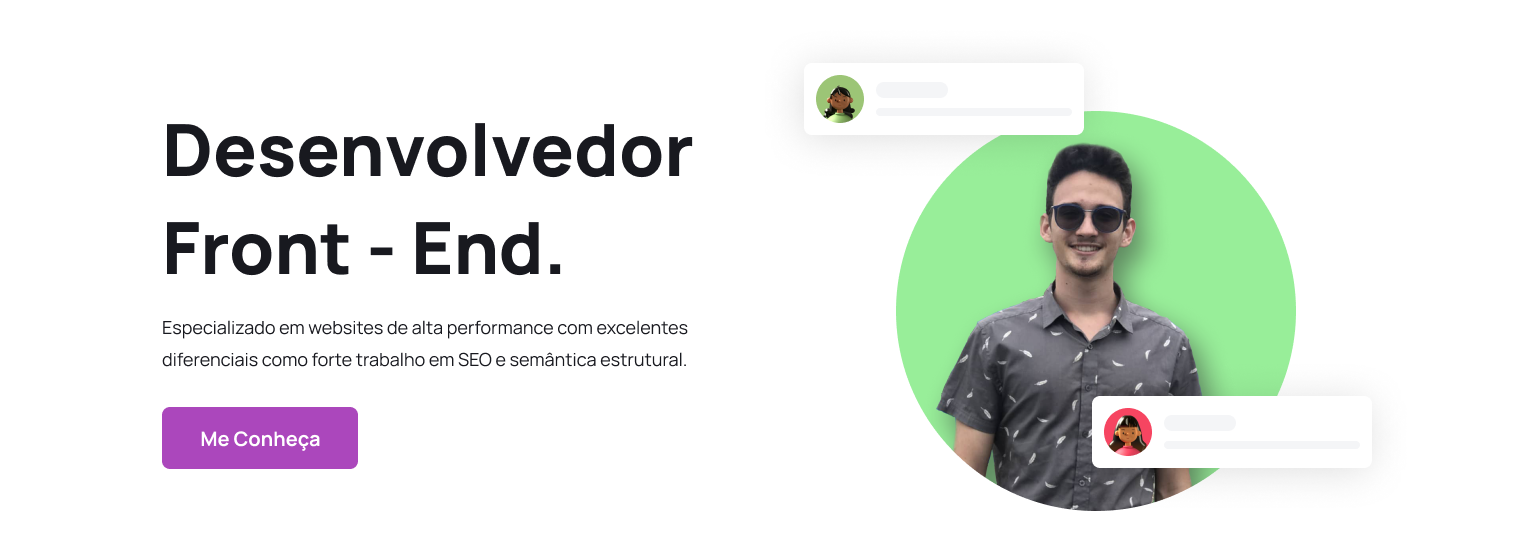 Desenvolvedor
Front - End.
Especializado em websites de alta performance com excelentes
diferenciais como forte trabalho em SEO e semântica estrutural.
Me Conheça